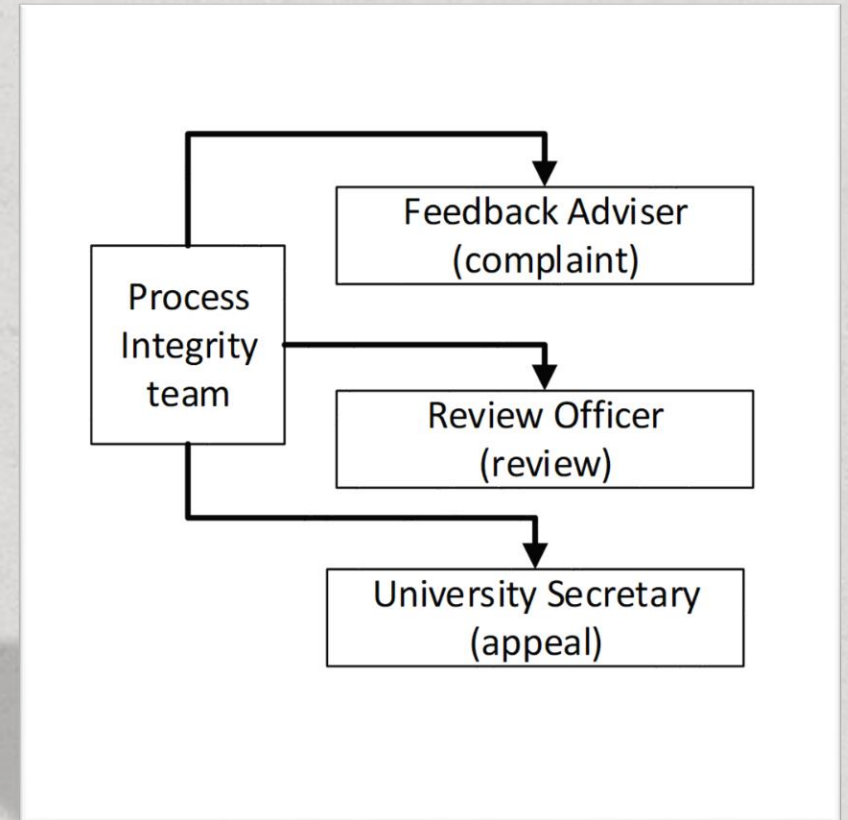 Process
Integrity
team
Feedback Adviser
(complaint)
Review Officer
(review)
University Secretary
(appeal)